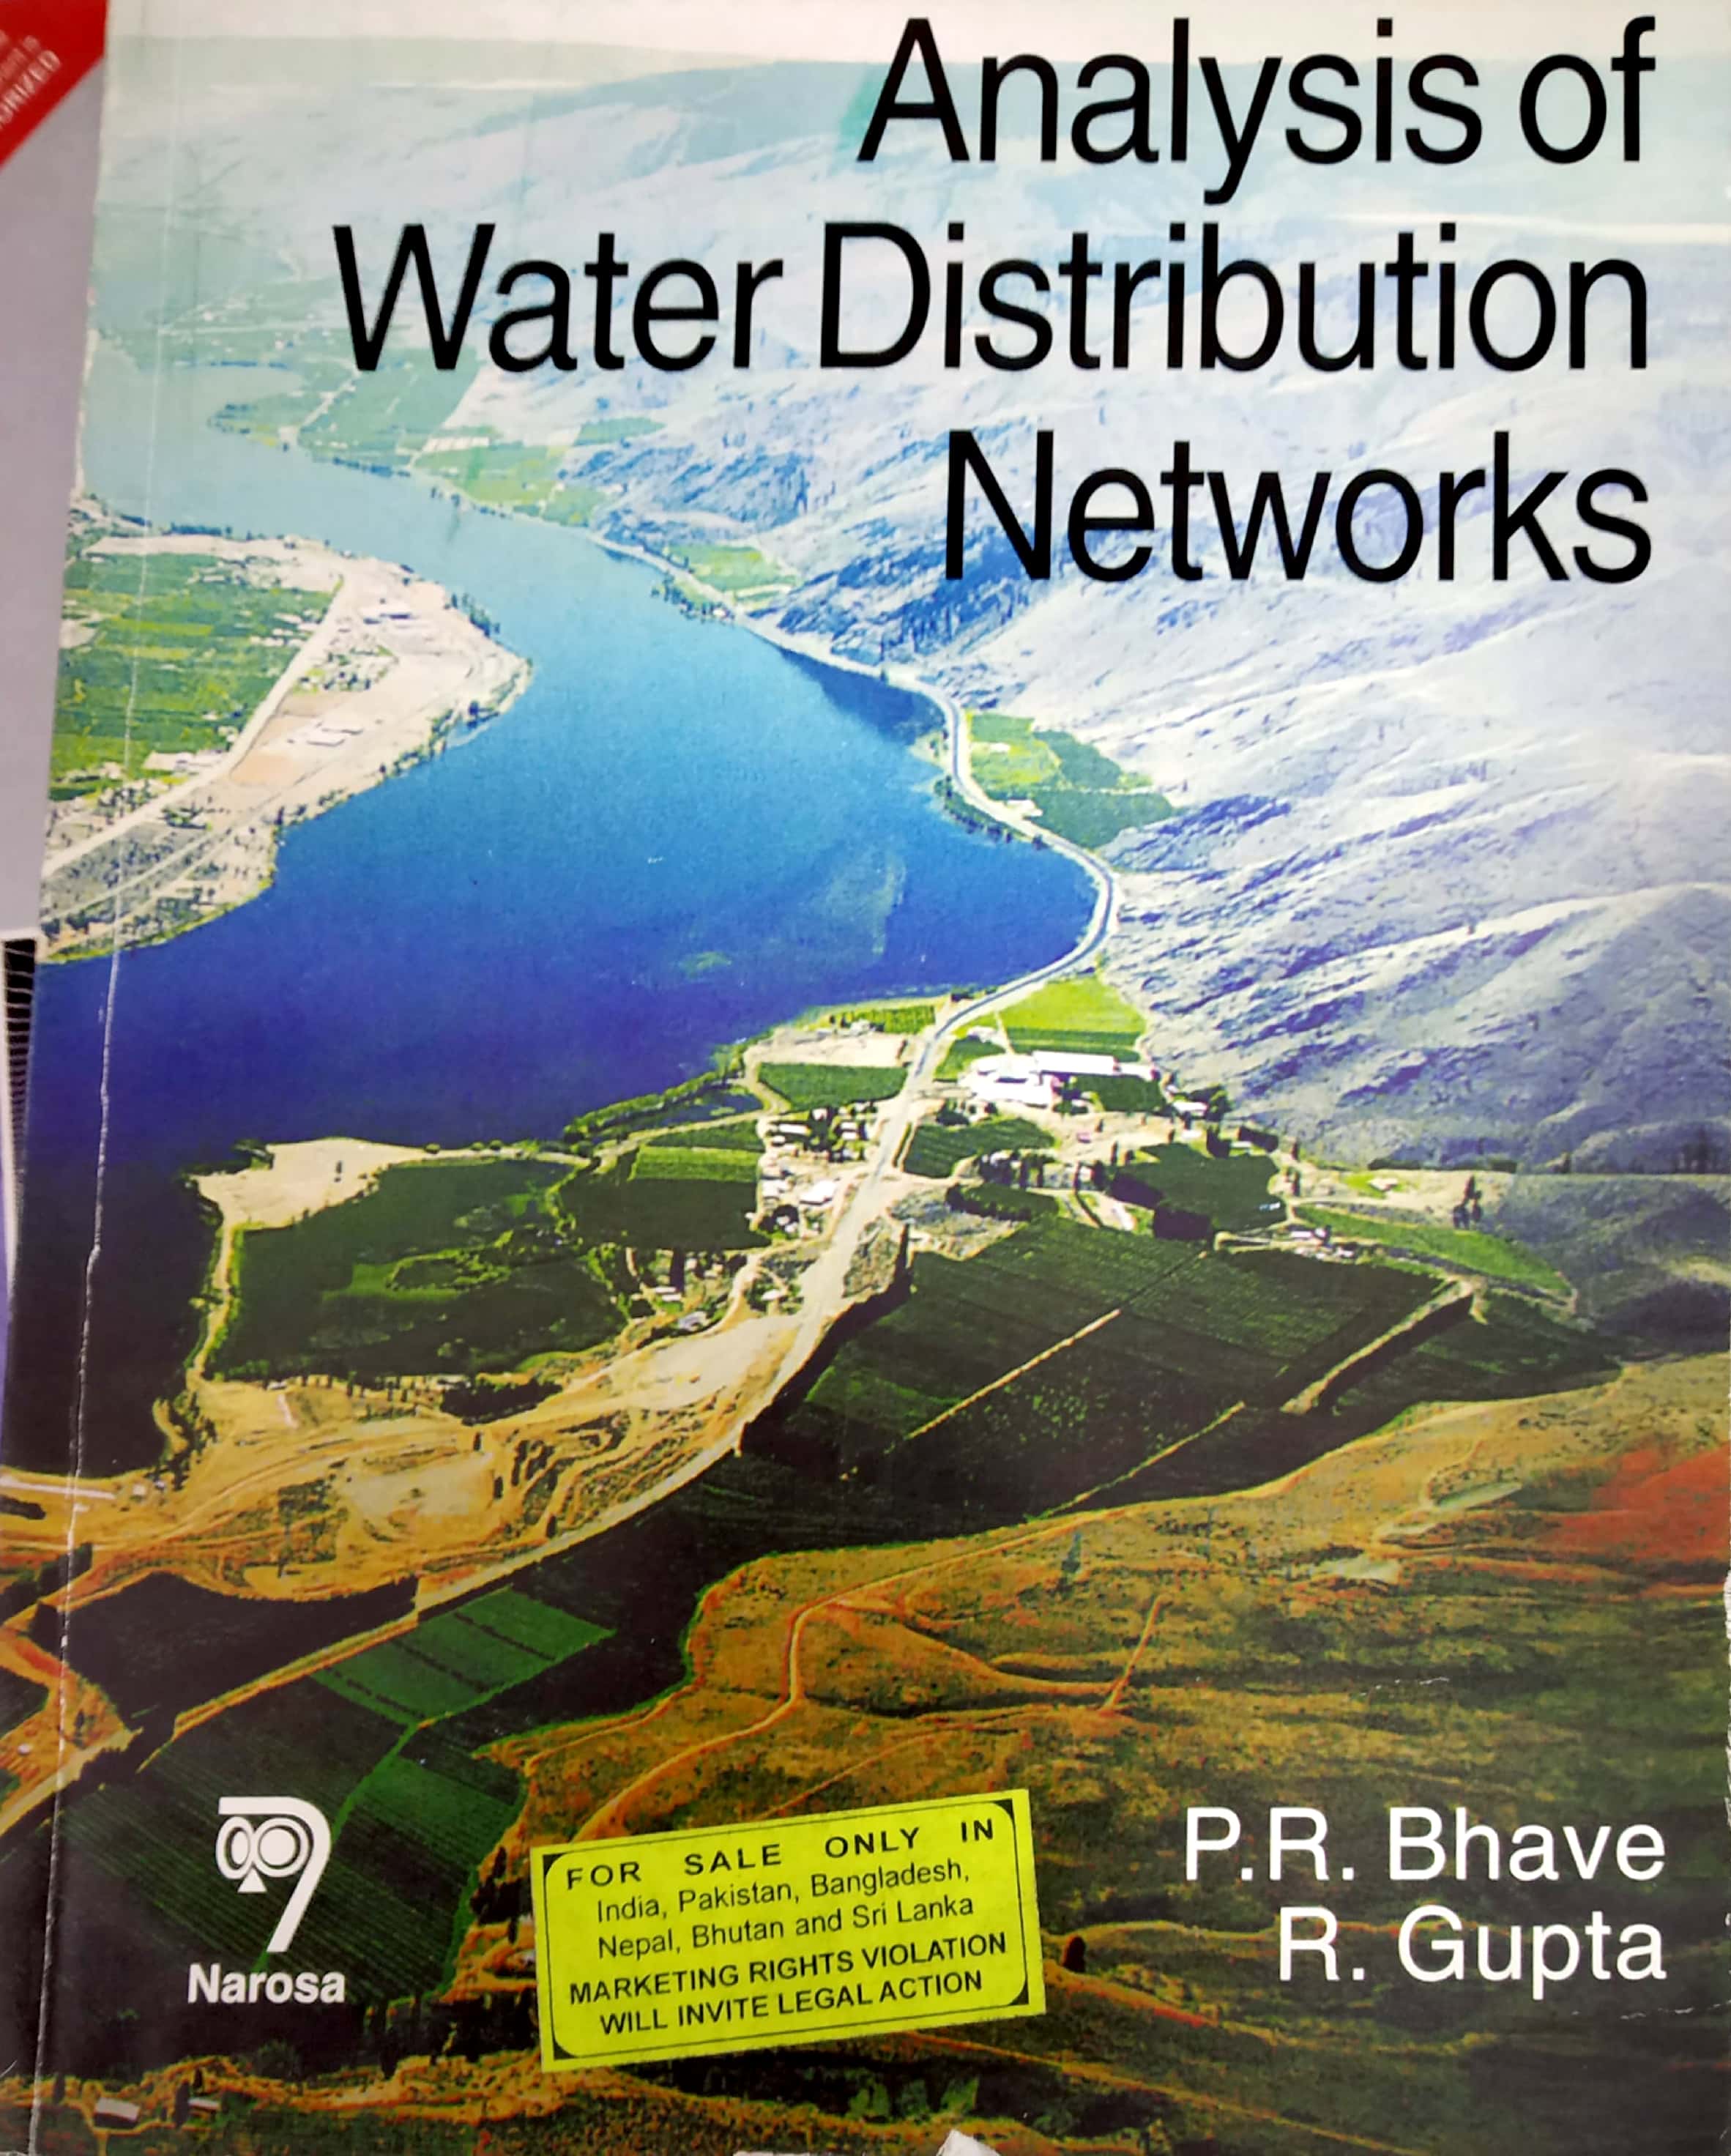 Analysis of
Water Distribution
Networks
P.R. Bhave
R. Gupta
Narosa
FOR SALE ONLY IN
India, Pakistan, Bangladesh,
Nepal, Bhutan and Sri Lanka
MARKETING RIGHTS VIOLATION
WILL INVITE LEGAL ACTION